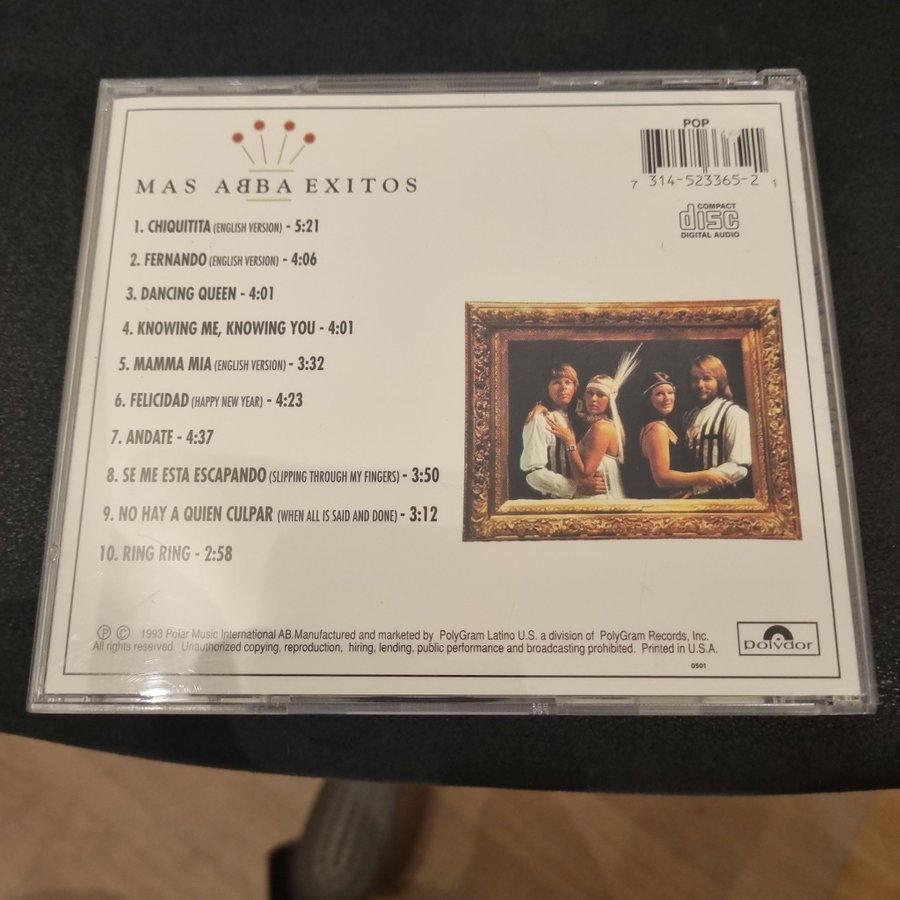 POP
7 314-523365-2 1
COMPACT
disc
DIGITAL AUDIO
MAS AᗺBA EXITOS
1. CHIQUITITA (ENGLISH VERSION) - 5:21
2. FERNANDO (ENGLISH VERSION) - 4:06
3. DANCING QUEEN - 4:01
4. KNOWING ME, KNOWING YOU - 4:01
5. MAMMA MIA (ENGLISH VERSION) - 3:32
6. FELICIDAD (HAPPY NEW YEAR) - 4:23
7. ANDATE - 4:37
8. SE ME ESTA ESCAPANDO (SLIPPING THROUGH MY FINGERS) - 3:50
9. NO HAY A QUIEN CULPAR (WHEN ALL IS SAID AND DONE) - 3:12
10. RING RING - 2:58
Ⓟ © 1993 Polar Music International AB.Manufactured and marketed by PolyGram Latino U.S. a division of PolyGram Records, Inc.
All rights reserved. Unauthorized copying, reproduction, hiring, lending, public performance and broadcasting prohibited. Printed in U.S.A.
polydor
0501